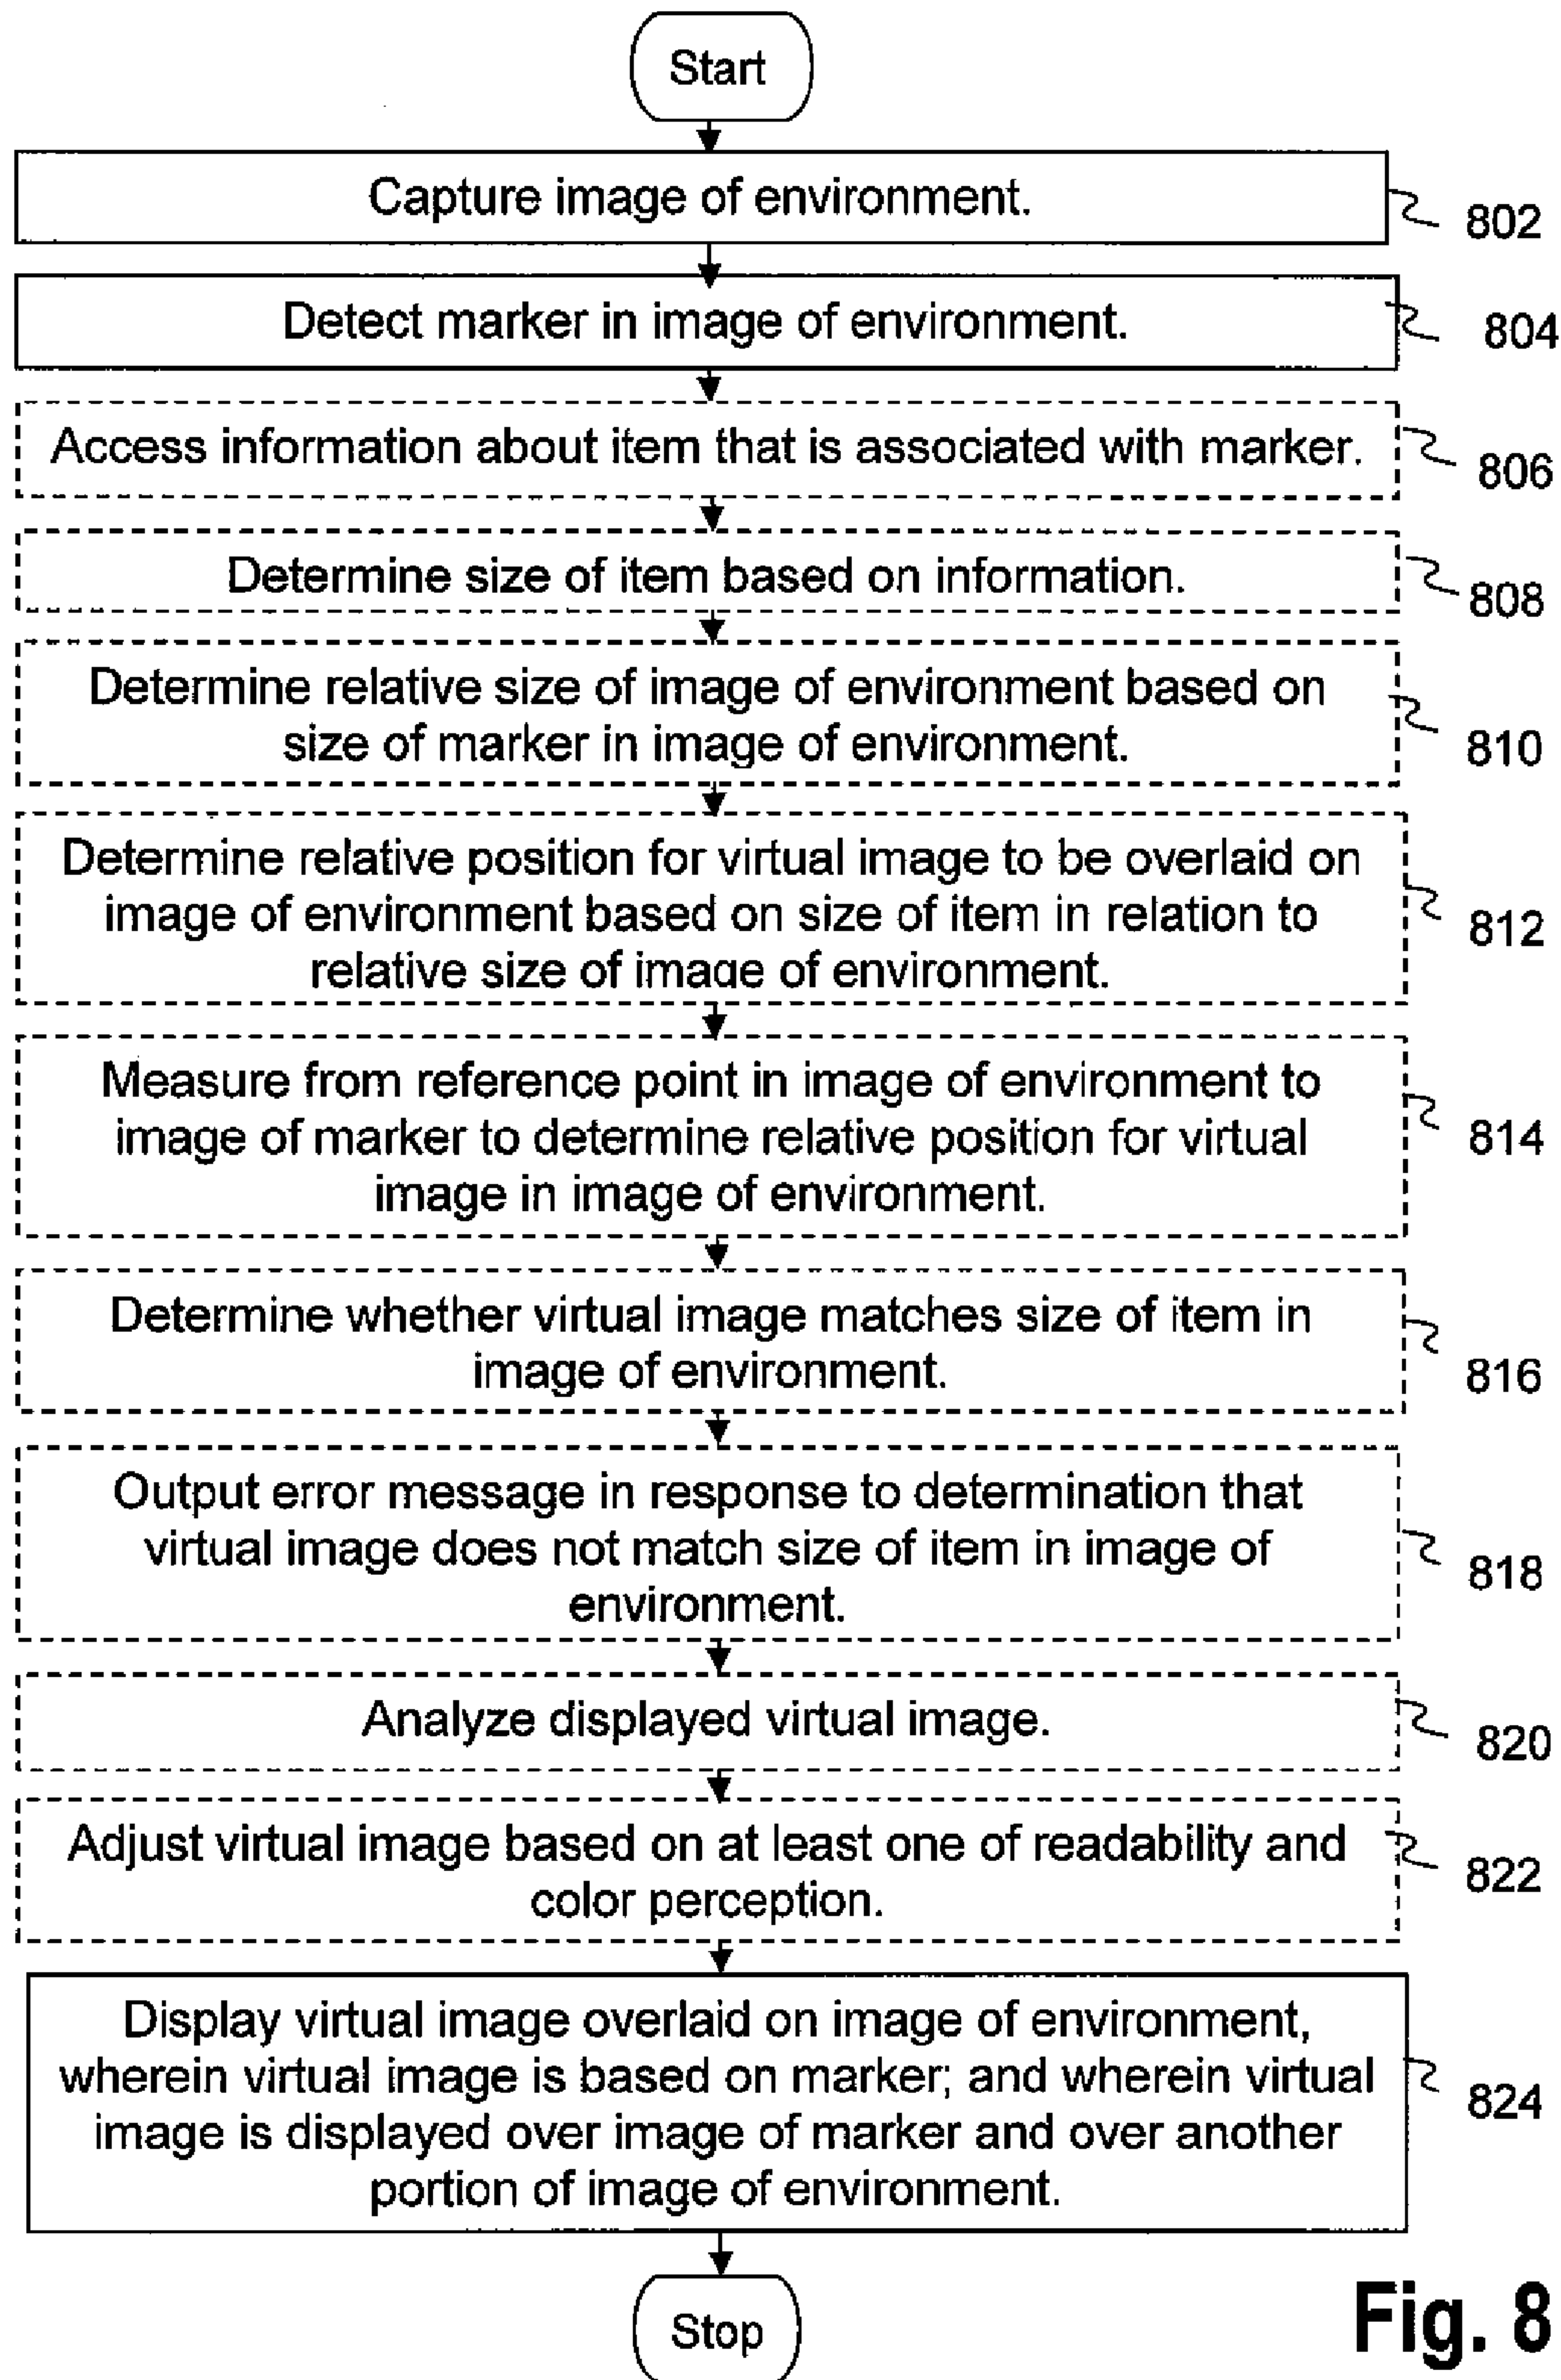 Start
Capture image of environment.
802
Detect marker in image of environment.
804
Access information about item that is associated with marker.
806
Determine size of item based on information.
808
Determine relative size of image of environment based on
size of marker in image of environment.
810
Determine relative position for virtual image to be overlaid on
image of environment based on size of item in relation to
relative size of image of environment.
812
Measure from reference point in image of environment to
image of marker to determine relative position for virtual
image in image of environment.
814
Determine whether virtual image matches size of item in
image of environment.
816
Output error message in response to determination that
virtual image does not match size of item in image of
environment.
818
Analyze displayed virtual image.
820
Adjust virtual image based on at least one of readability and
color perception.
822
Display virtual image overlaid on image of environment,
wherein virtual image is based on marker; and wherein virtual
image is displayed over image of marker and over another
portion of image of environment.
824
Stop
Fig. 8